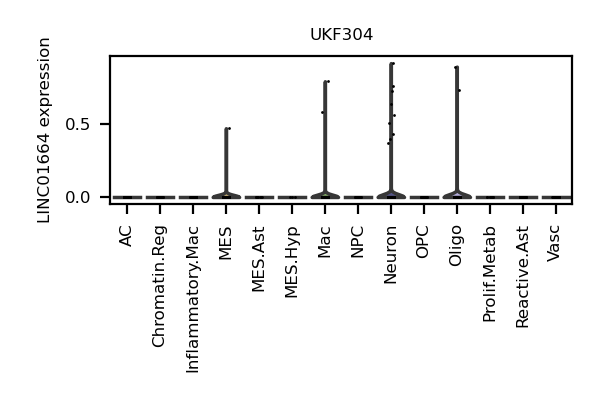 UKF304
LINC01664 expression
0.5
0.0
AC
Chromatin.Reg
Inflammatory.Mac
MES
MES.Ast
MES.Hyp
Mac
NPC
Neuron
OPC
Oligo
Prolif.Metab
Reactive.Ast
Vasc